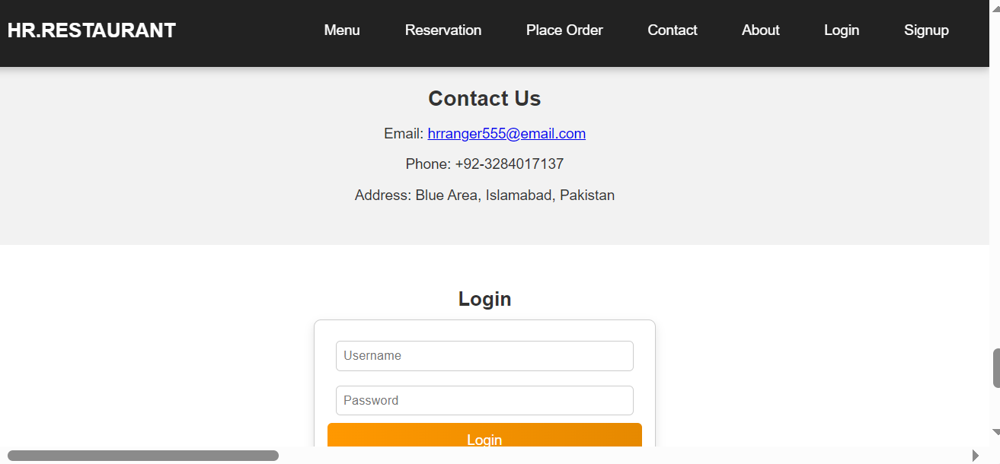 HR.RESTAURANT Menu Reservation Place Order Contact About Login Signup
Contact Us
Email: hrranger555@email.com
Phone: +92-3284017137
Address: Blue Area, Islamabad, Pakistan
Login
Username
Password
Login